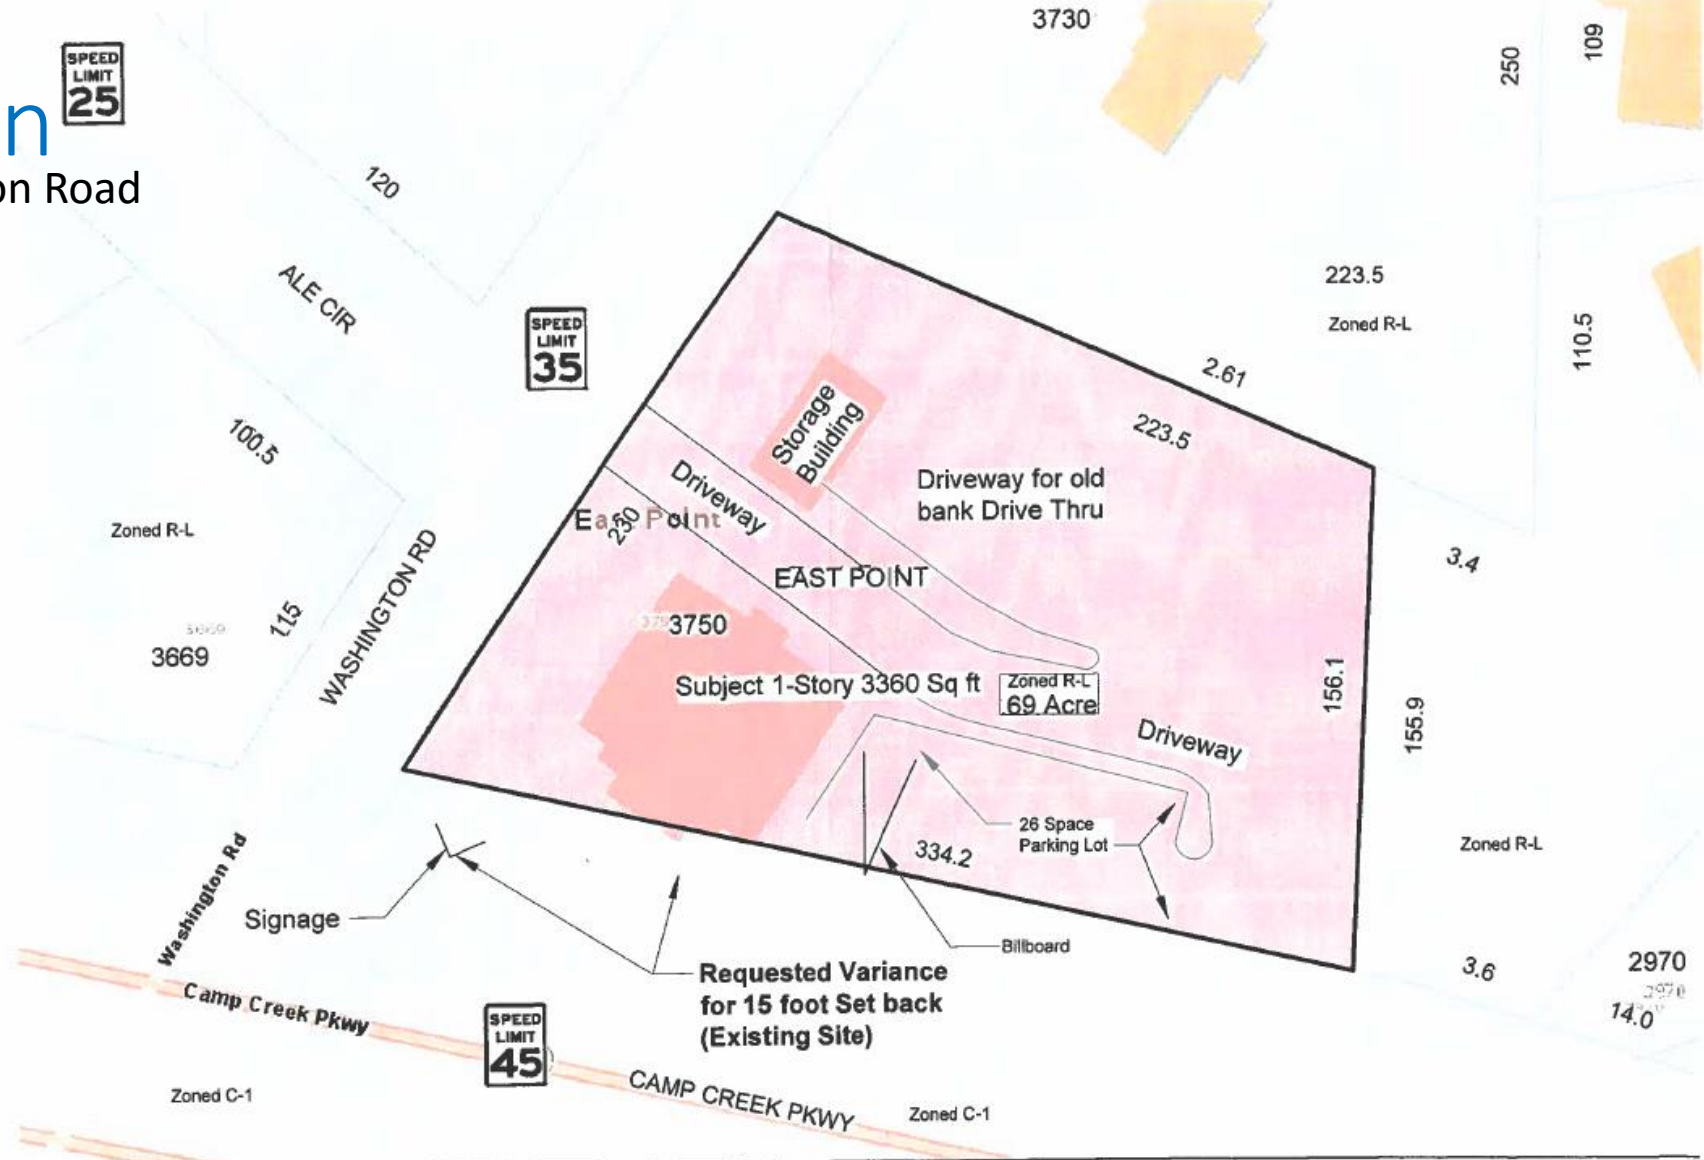 3730
250
109
SPEED
LIMIT
25
n
on Road
120
ALE CIR
SPEED
LIMIT
35
223.5
Zoned R-L
110.5
2.61
223.5
100.5
Storage
Building
Driveway for old
bank Drive Thru
Driveway
East Point
230
Zoned R-L
WASHINGTON RD
EAST POINT
3.4
115
3669
3669
3750
Subject 1-Story 3360 Sq ft
Zoned R-L
69 Acre
156.1
155.9
Driveway
26 Space
Parking Lot
334.2
Zoned R-L
Washington Rd
Signage
Billboard
Requested Variance
for 15 foot Set back
(Existing Site)
3.6
2970
2970
14.0
Camp Creek Pkwy
SPEED
LIMIT
45
CAMP CREEK PKWY
Zoned C-1
Zoned C-1